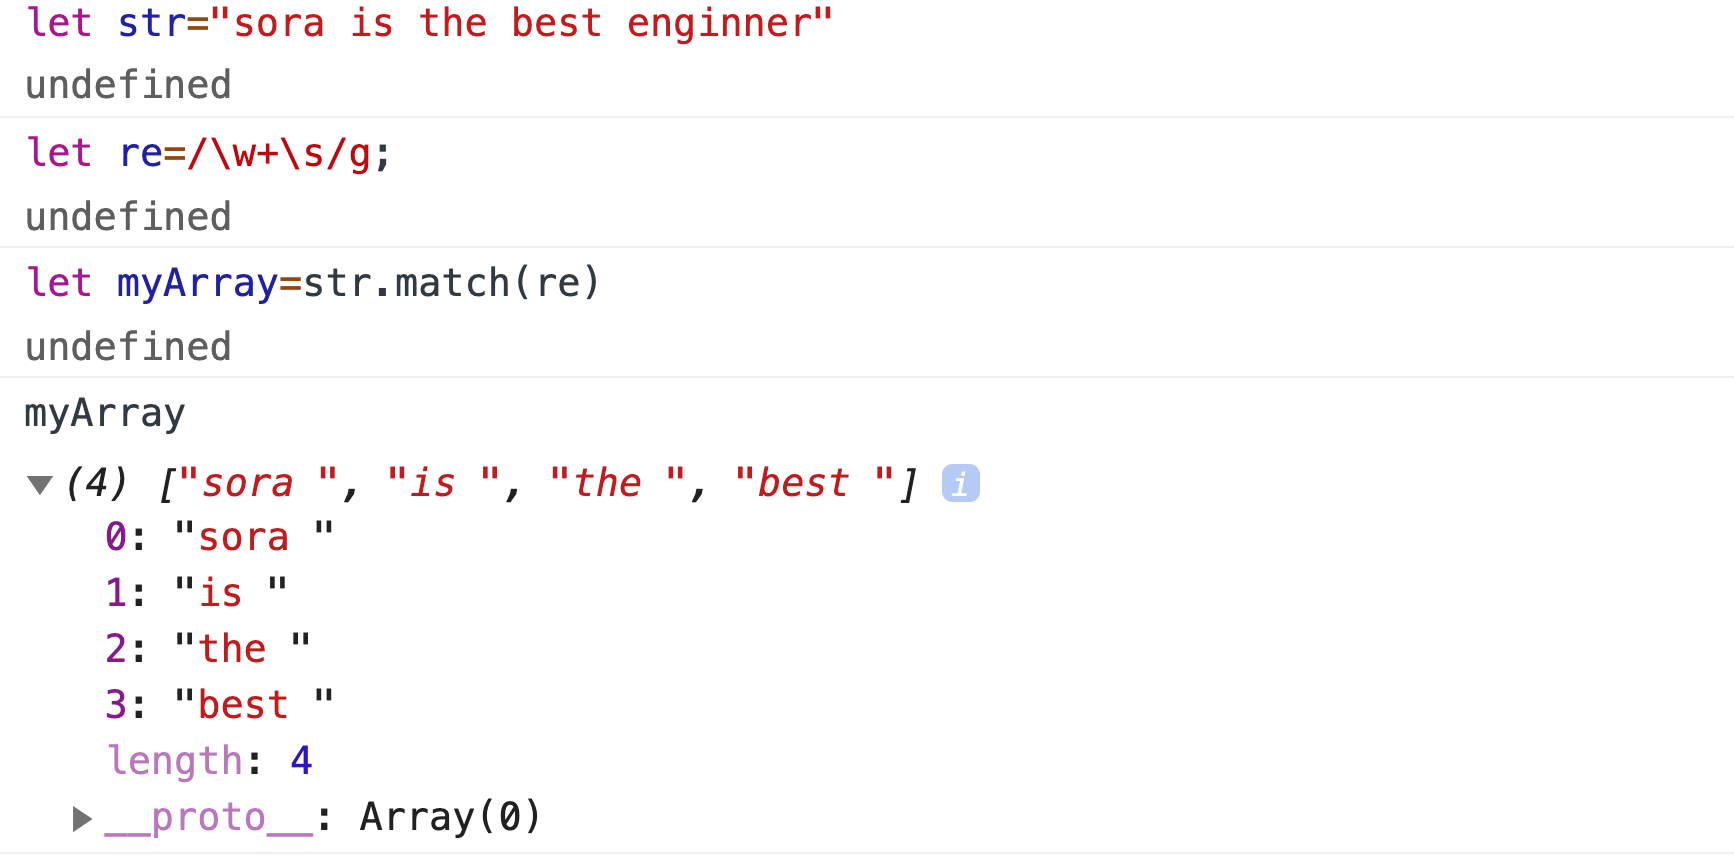 let str="sora is the best enginner"
undefined
let re=/\w+\s/g;
undefined
let myArray=str.match(re)
undefined
myArray
▼ (4) ["sora ", "is ", "the ", "best "] i
0: "sora "
1: "is "
2: "the "
3: "best "
length: 4
▶ __proto__: Array(0)